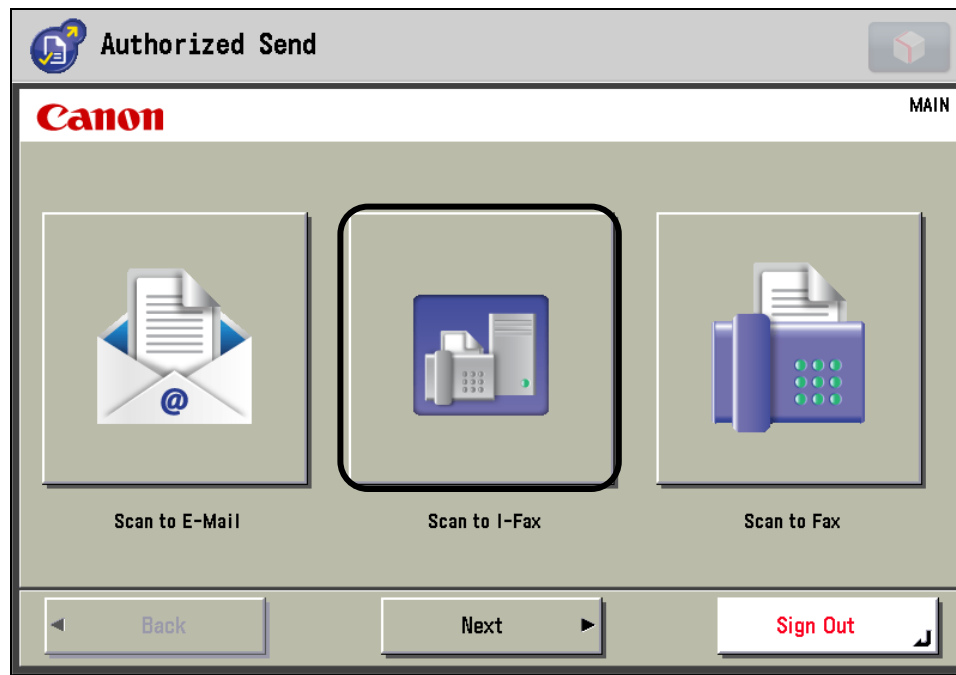 Authorized Send
Canon
MAIN
@
Scan to E-Mail
Scan to I-Fax
Scan to Fax
Back
Next
Sign Out